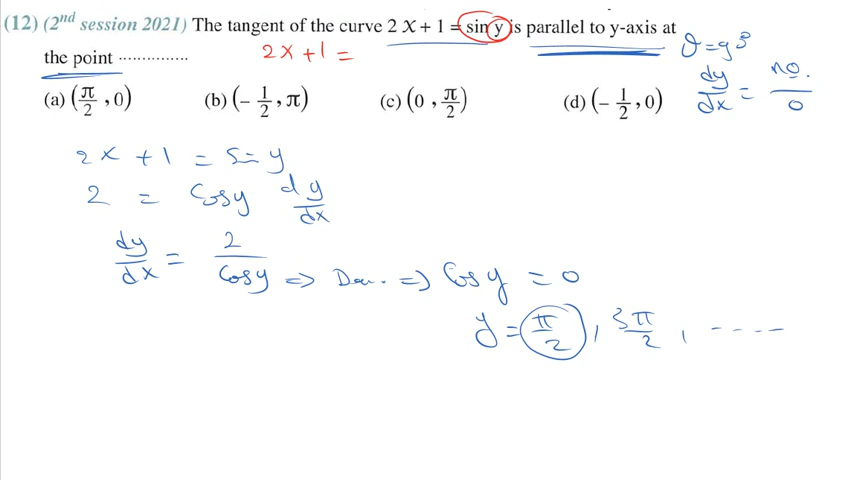 (12) (2nd session 2021) The tangent of the curve 2 X + 1 = sin y is parallel to y-axis at
the point ...............
2X+1 =
θ = 90
dy/dx = no./0
(a) (π/2 , 0) (b) (- 1/2 , π) (c) (0 , π/2) (d) (- 1/2 , 0)
2x + 1 = Sin y
2 = Cos y dy/dx
dy/dx = 2/Cos y => Den. => Cos y = 0
y = π/2 , 3π/2 , -----